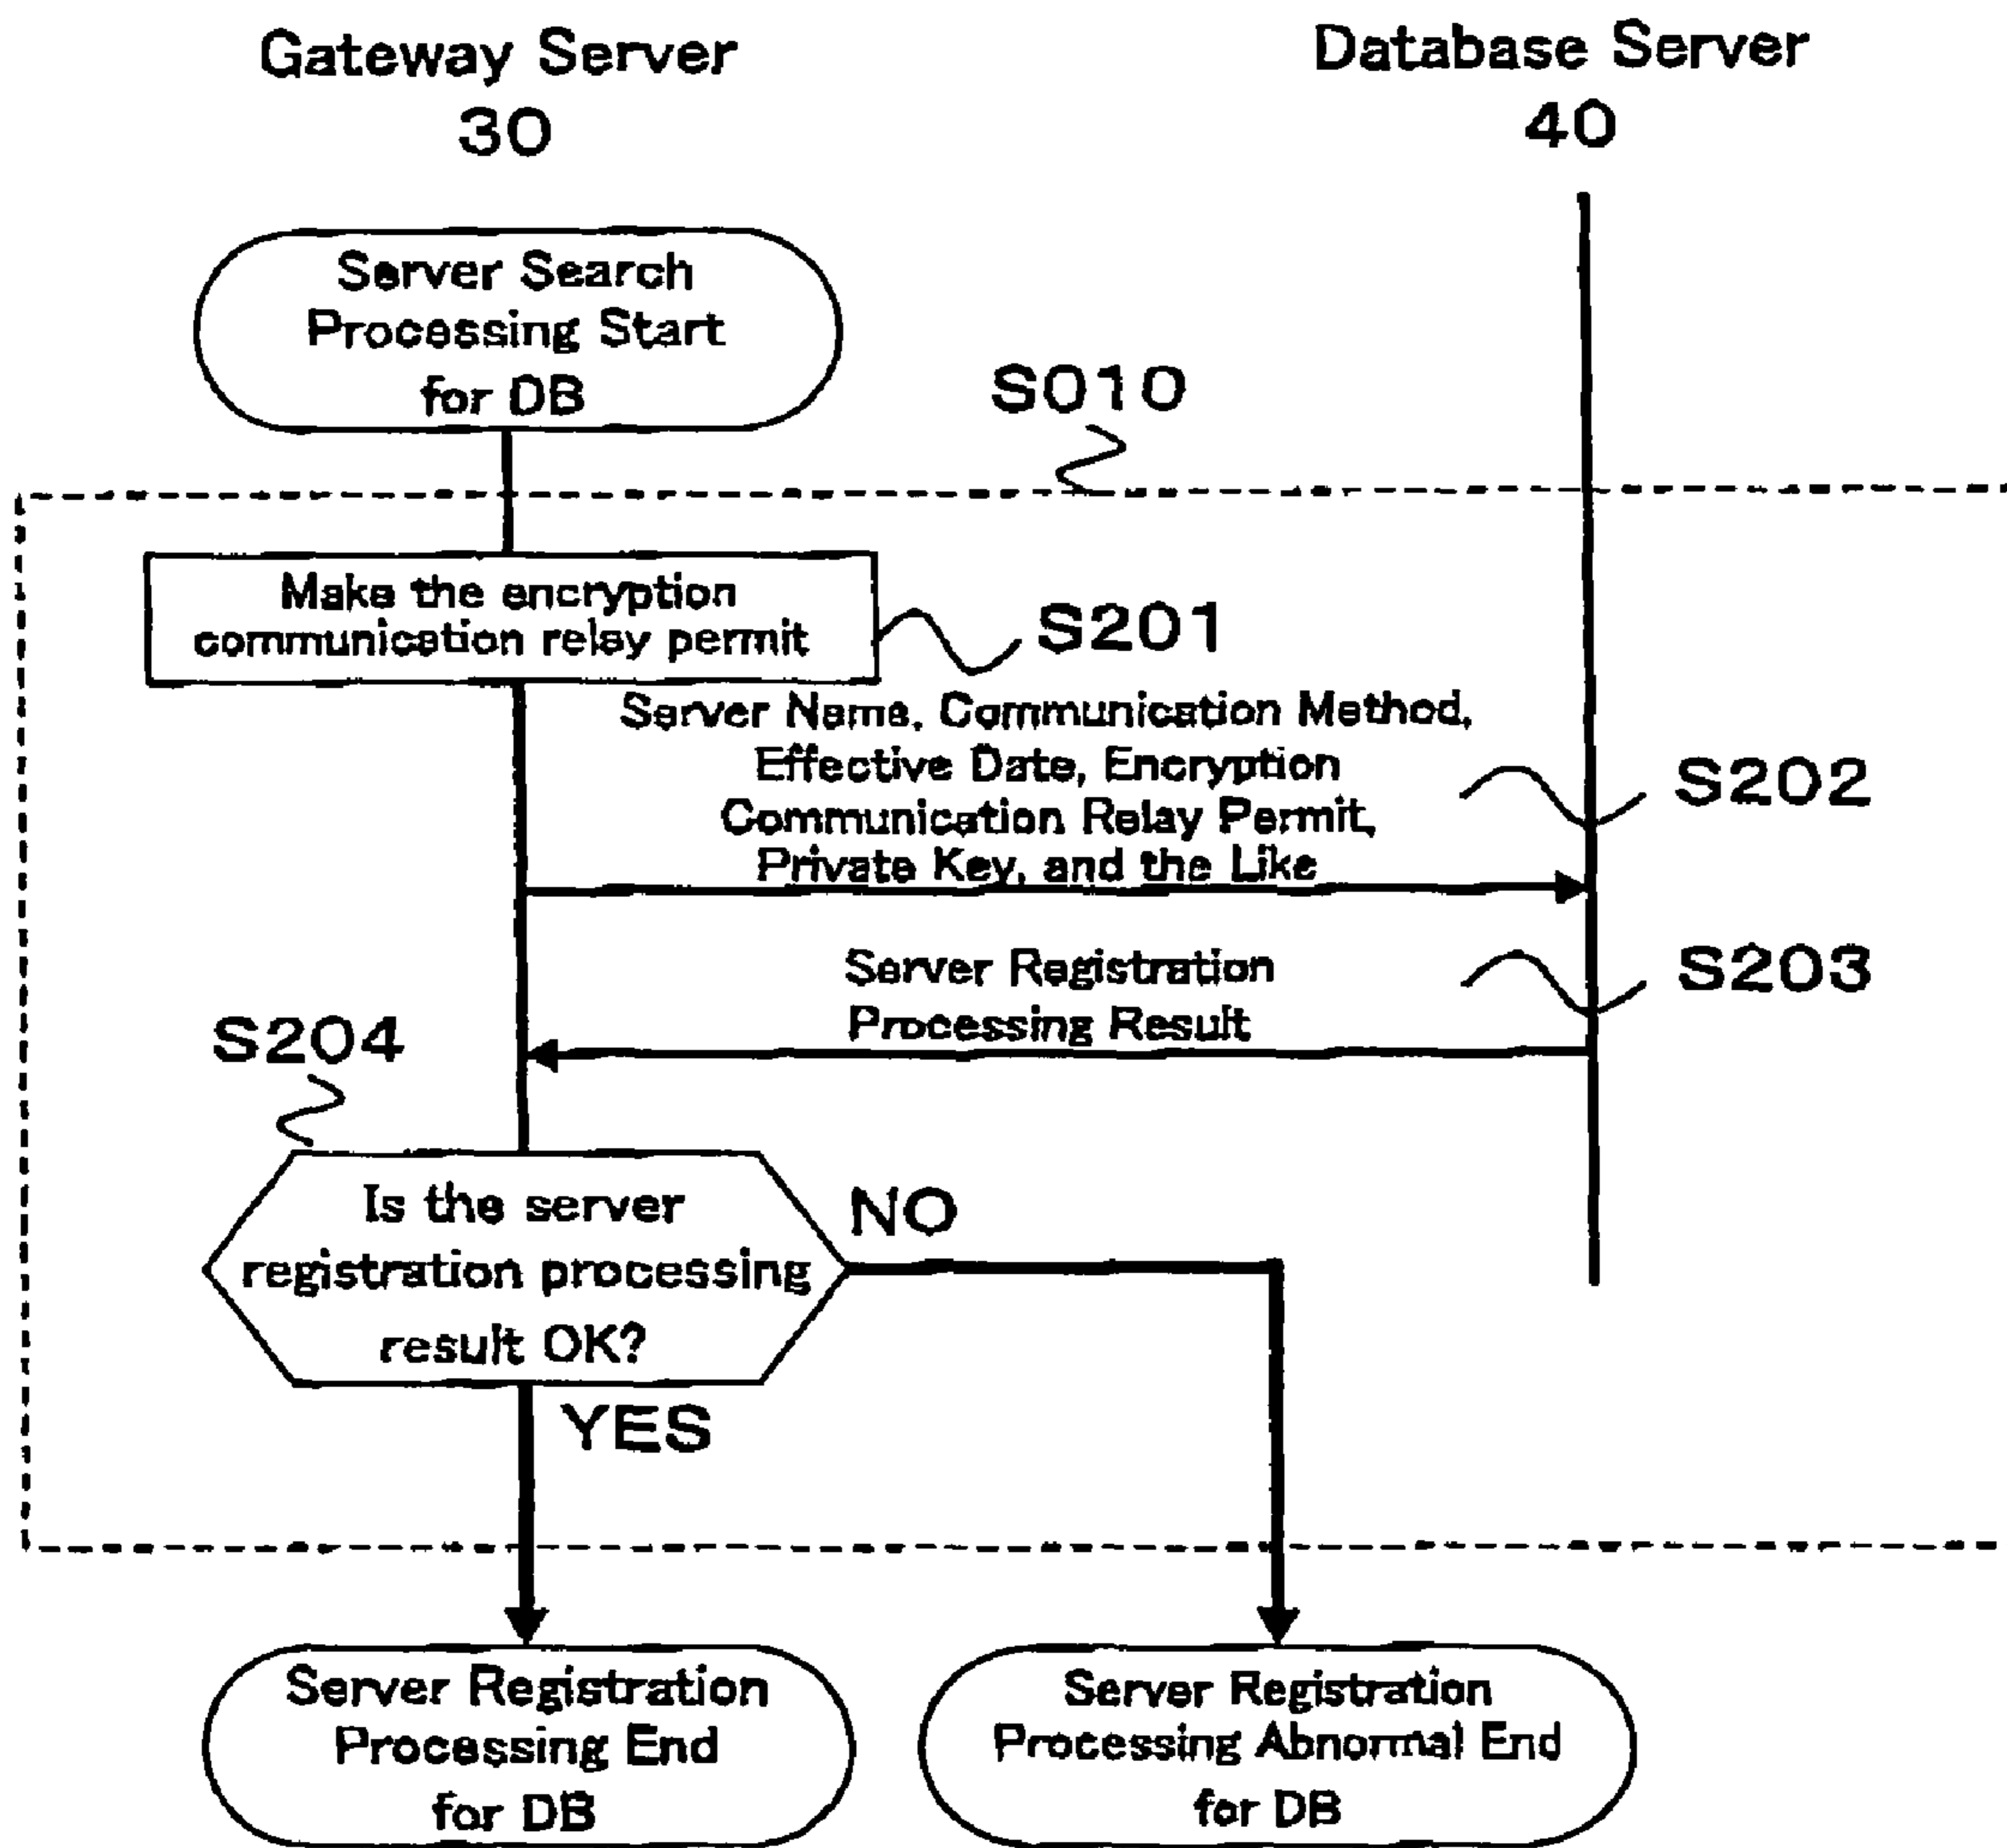 Gateway Server
30
Database Server
40
Server Search
Processing Start
for DB
S010
Make the encryption
communication relay permit
S201
Server Name, Communication Method,
Effective Date, Encryption
Communication Relay Permit,
Private Key, and the Like
S202
Server Registration
Processing Result
S203
S204
Is the server
registration processing
result OK?
NO
YES
Server Registration
Processing End
for DB
Server Registration
Processing Abnormal End
for DB